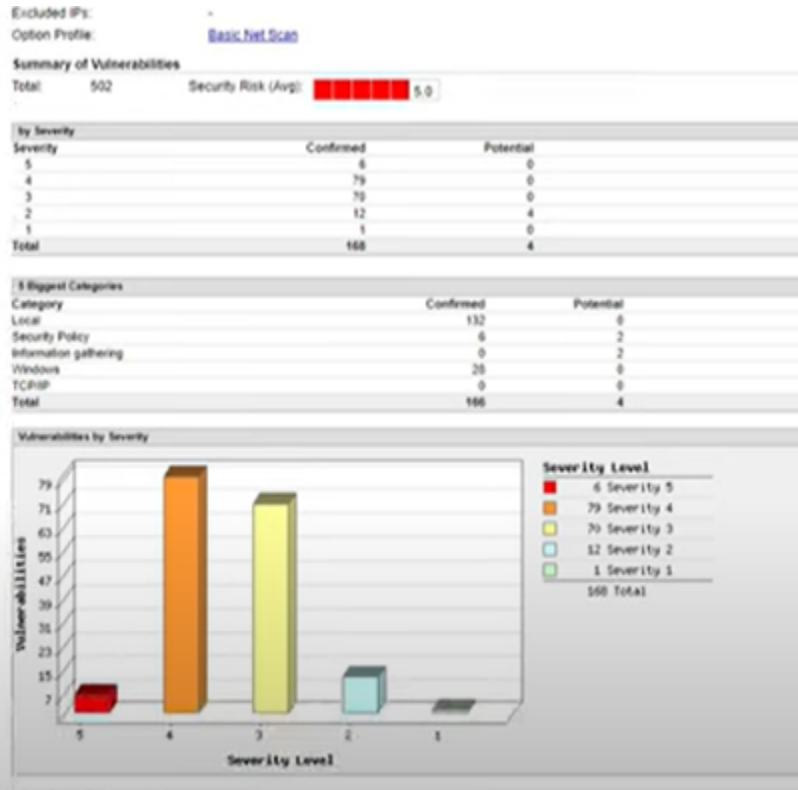 Excluded IPs: -
Option Profile: Basic Net Scan
Summary of Vulnerabilities
Total: 502 Security Risk (Avg): 5.0
by Severity
Severity Confirmed Potential
5 6 0
4 79 0
3 70 0
2 12 4
1 1 0
Total 168 4
5 Biggest Categories
Category Confirmed Potential
Local 132 0
Security Policy 6 2
Information gathering 0 2
Windows 28 0
TCP/IP 0 0
Total 166 4
Vulnerabilities by Severity
Vulnerabilities
79
71
63
55
47
39
31
23
15
7
5 4 3 2 1
Severity Level
Severity Level
6 Severity 5
79 Severity 4
70 Severity 3
12 Severity 2
1 Severity 1
168 Total